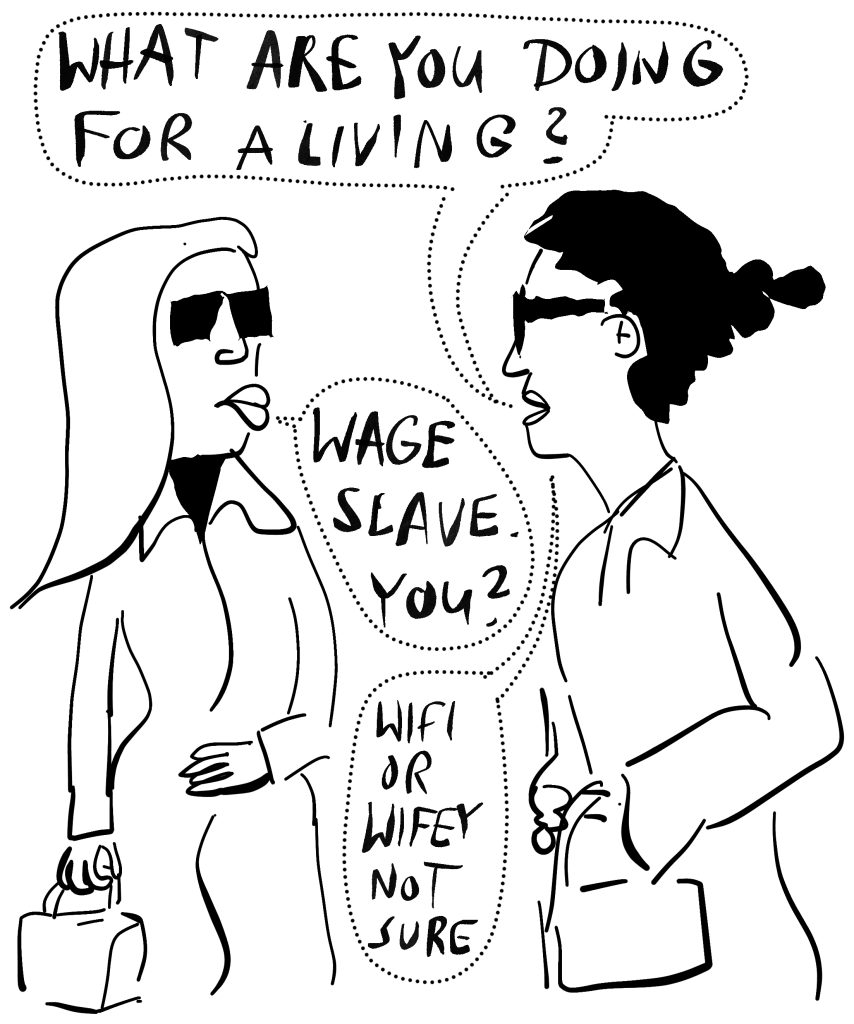 WHAT ARE YOU DOING
FOR A LIVING?
WAGE
SLAVE.
YOU?
WIFI
OR
WIFEY
NOT
SURE